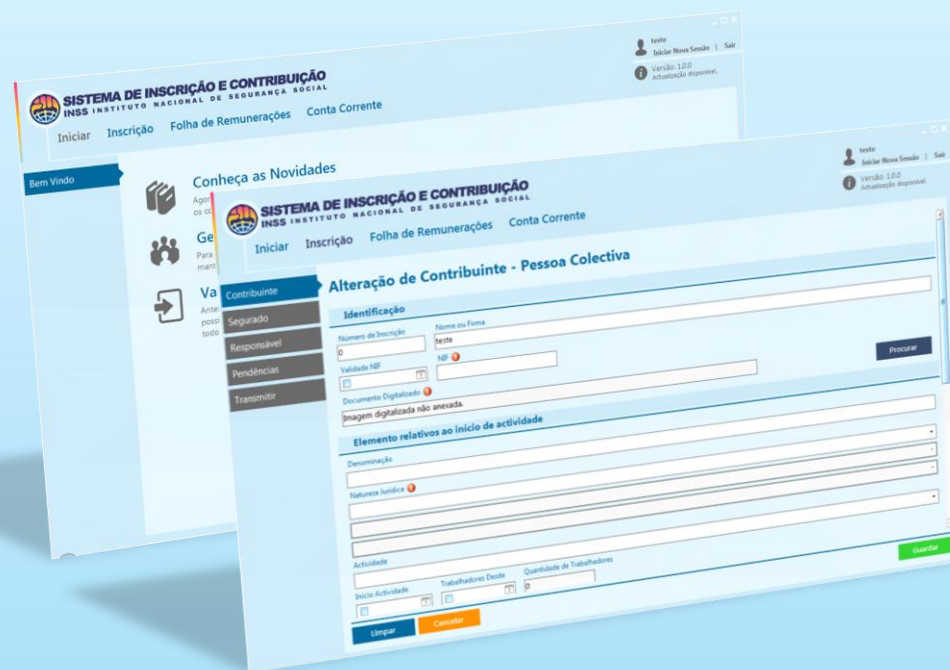 teste
Iniciar Nova Sessão | Sair
Versão: 1.0.0
Actualização disponível.
SISTEMA DE INSCRIÇÃO E CONTRIBUIÇÃO
INSS INSTITUTO NACIONAL DE SEGURANÇA SOCIAL
Iniciar Inscrição Folha de Remunerações Conta Corrente
Bem Vindo
Conheça as Novidades
os
Ge
Para
Va
possi
todo
teste
Iniciar Nova Sessão | Sair
Versão: 1.0.0
Actualização disponível.
SISTEMA DE INSCRIÇÃO E CONTRIBUIÇÃO
INSS INSTITUTO NACIONAL DE SEGURANÇA SOCIAL
Iniciar Inscrição Folha de Remunerações Conta Corrente
Contribuinte
Segurado
Responsável
Pendências
Transmitir
Alteração de Contribuinte - Pessoa Colectiva
Identificação
Número de Inscrição Nome ou Firma
0 teste
Validade NIF NIF
Documento Digitalizado
Imagem digitalizada não anexada.
Procurar
Elemento relativos ao início de actividade
Denominação
Natureza Jurídica
Actividade
Inicio Actividade Trabalhadores Desde Quantidade de Trabalhadores
0
Limpar Cancelar Guardar